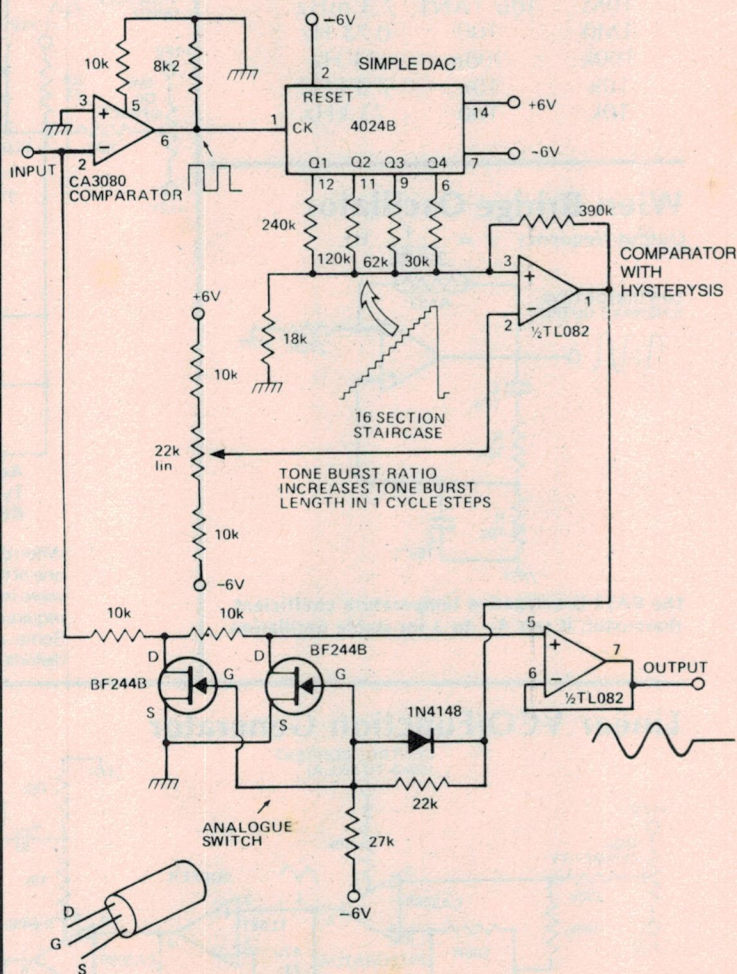 −6V
10k
8k2
SIMPLE DAC
2
RESET
14
+6V
3
+
5
6
1
CK
4024B
−
2
7
−6V
INPUT
Q1
Q2
Q3
Q4
CA3080
COMPARATOR
12
11
9
6
240k
120k
62k
30k
390k
3
+
−
2
½TL082
COMPARATOR
WITH
HYSTERYSIS
+6V
18k
10k
16 SECTION
STAIRCASE
22k
lin
TONE BURST RATIO
INCREASES TONE BURST
LENGTH IN 1 CYCLE STEPS
10k
−6V
10k
10k
5
+
7
6
−
½TL082
OUTPUT
D
D
BF244B
BF244B
G
G
S
S
1N4148
22k
ANALOGUE
SWITCH
27k
−6V
D
G
S